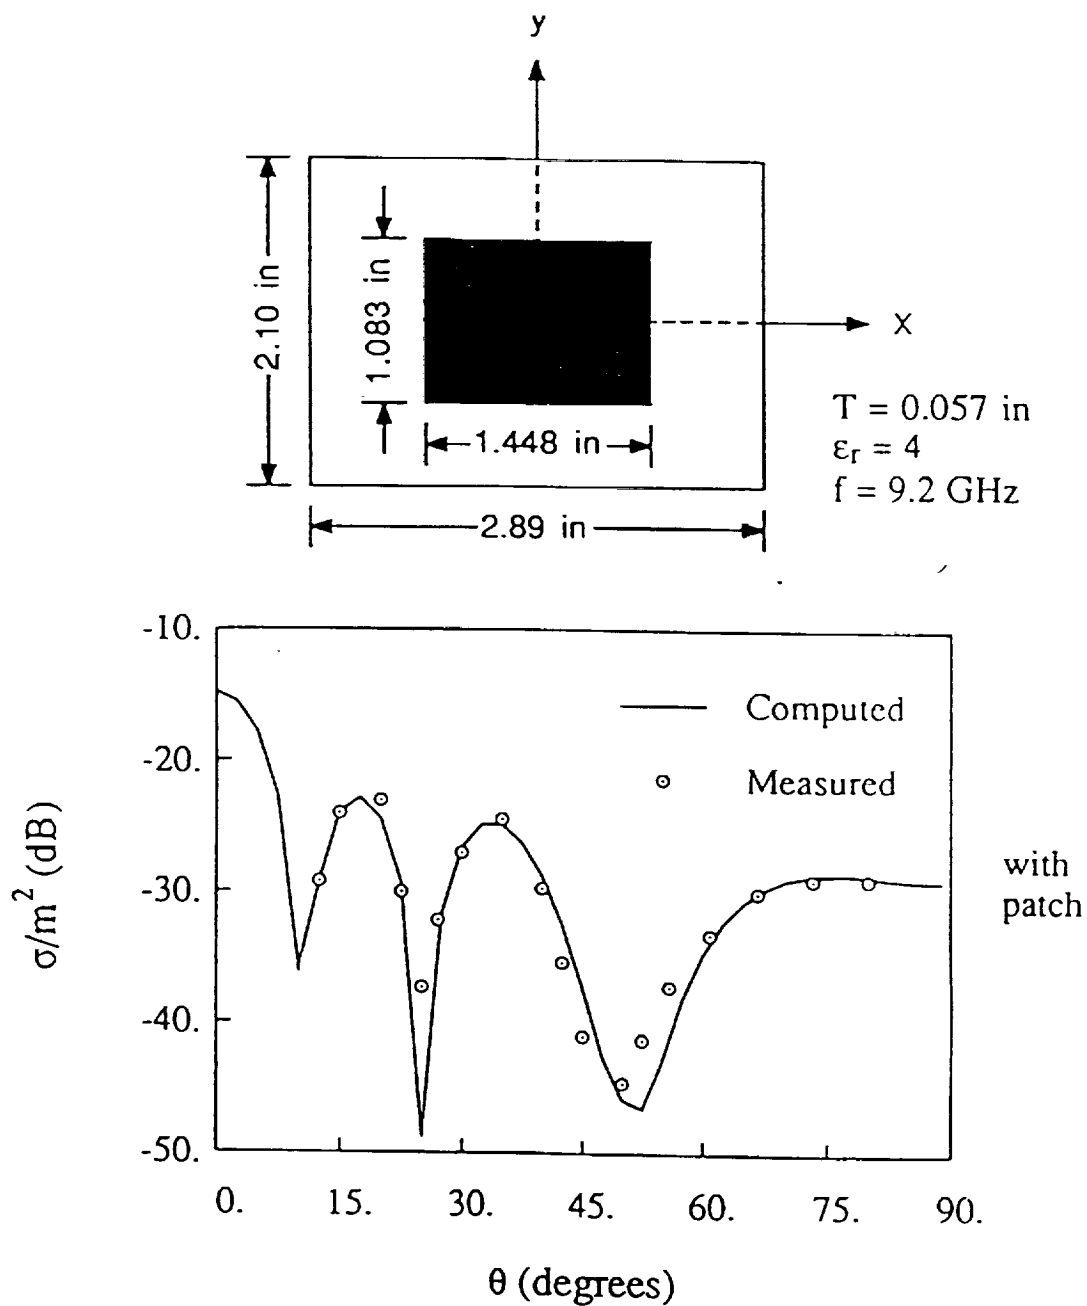 y
2.10 in
1.083 in
X
1.448 in
2.89 in
T = 0.057 in
εr = 4
f = 9.2 GHz
-10.
-20.
-30.
-40.
-50.
σ/m² (dB)
Computed
Measured
with
patch
0. 15. 30. 45. 60. 75. 90.
θ (degrees)